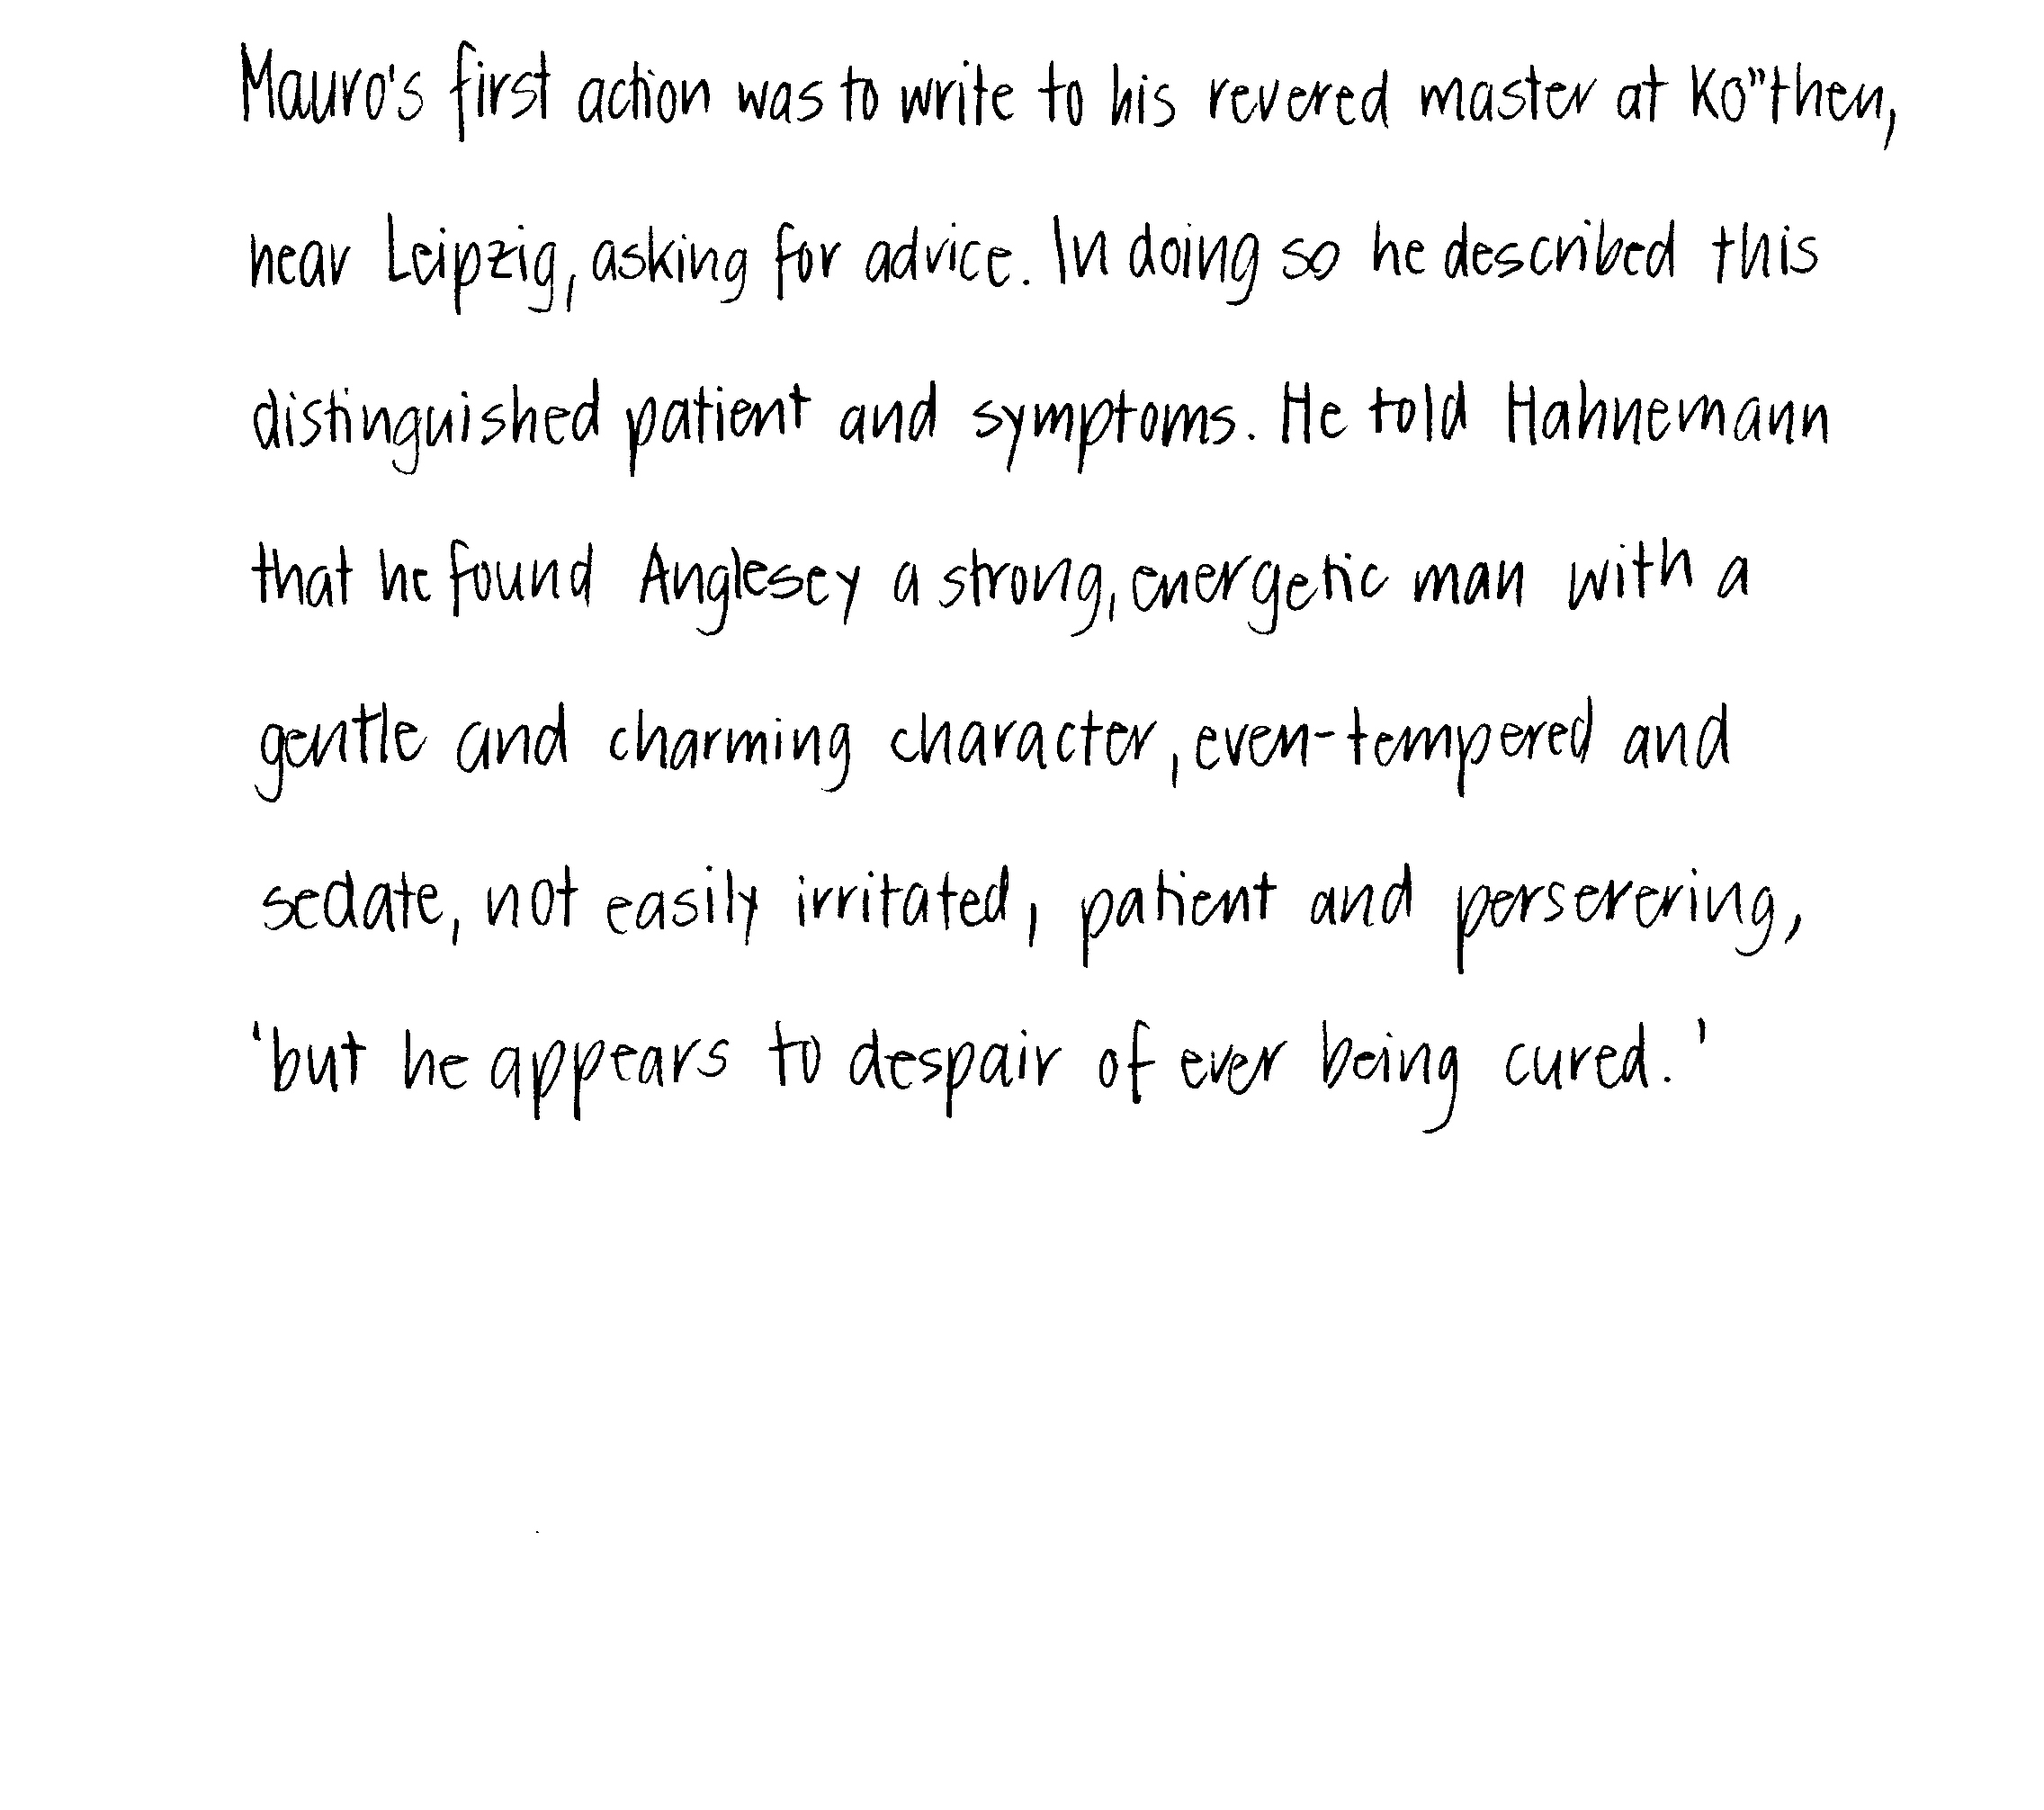 Mauro's first action was to write to his revered master at Ko"then,
near Leipzig, asking for advice. In doing so he described this
distinguished patient and symptoms. He told Hahnemann
that he found Anglesey a strong, energetic man with a
gentle and charming character, even-tempered and
sedate, not easily irritated, patient and perserering,
'but he appears to despair of ever being cured.'